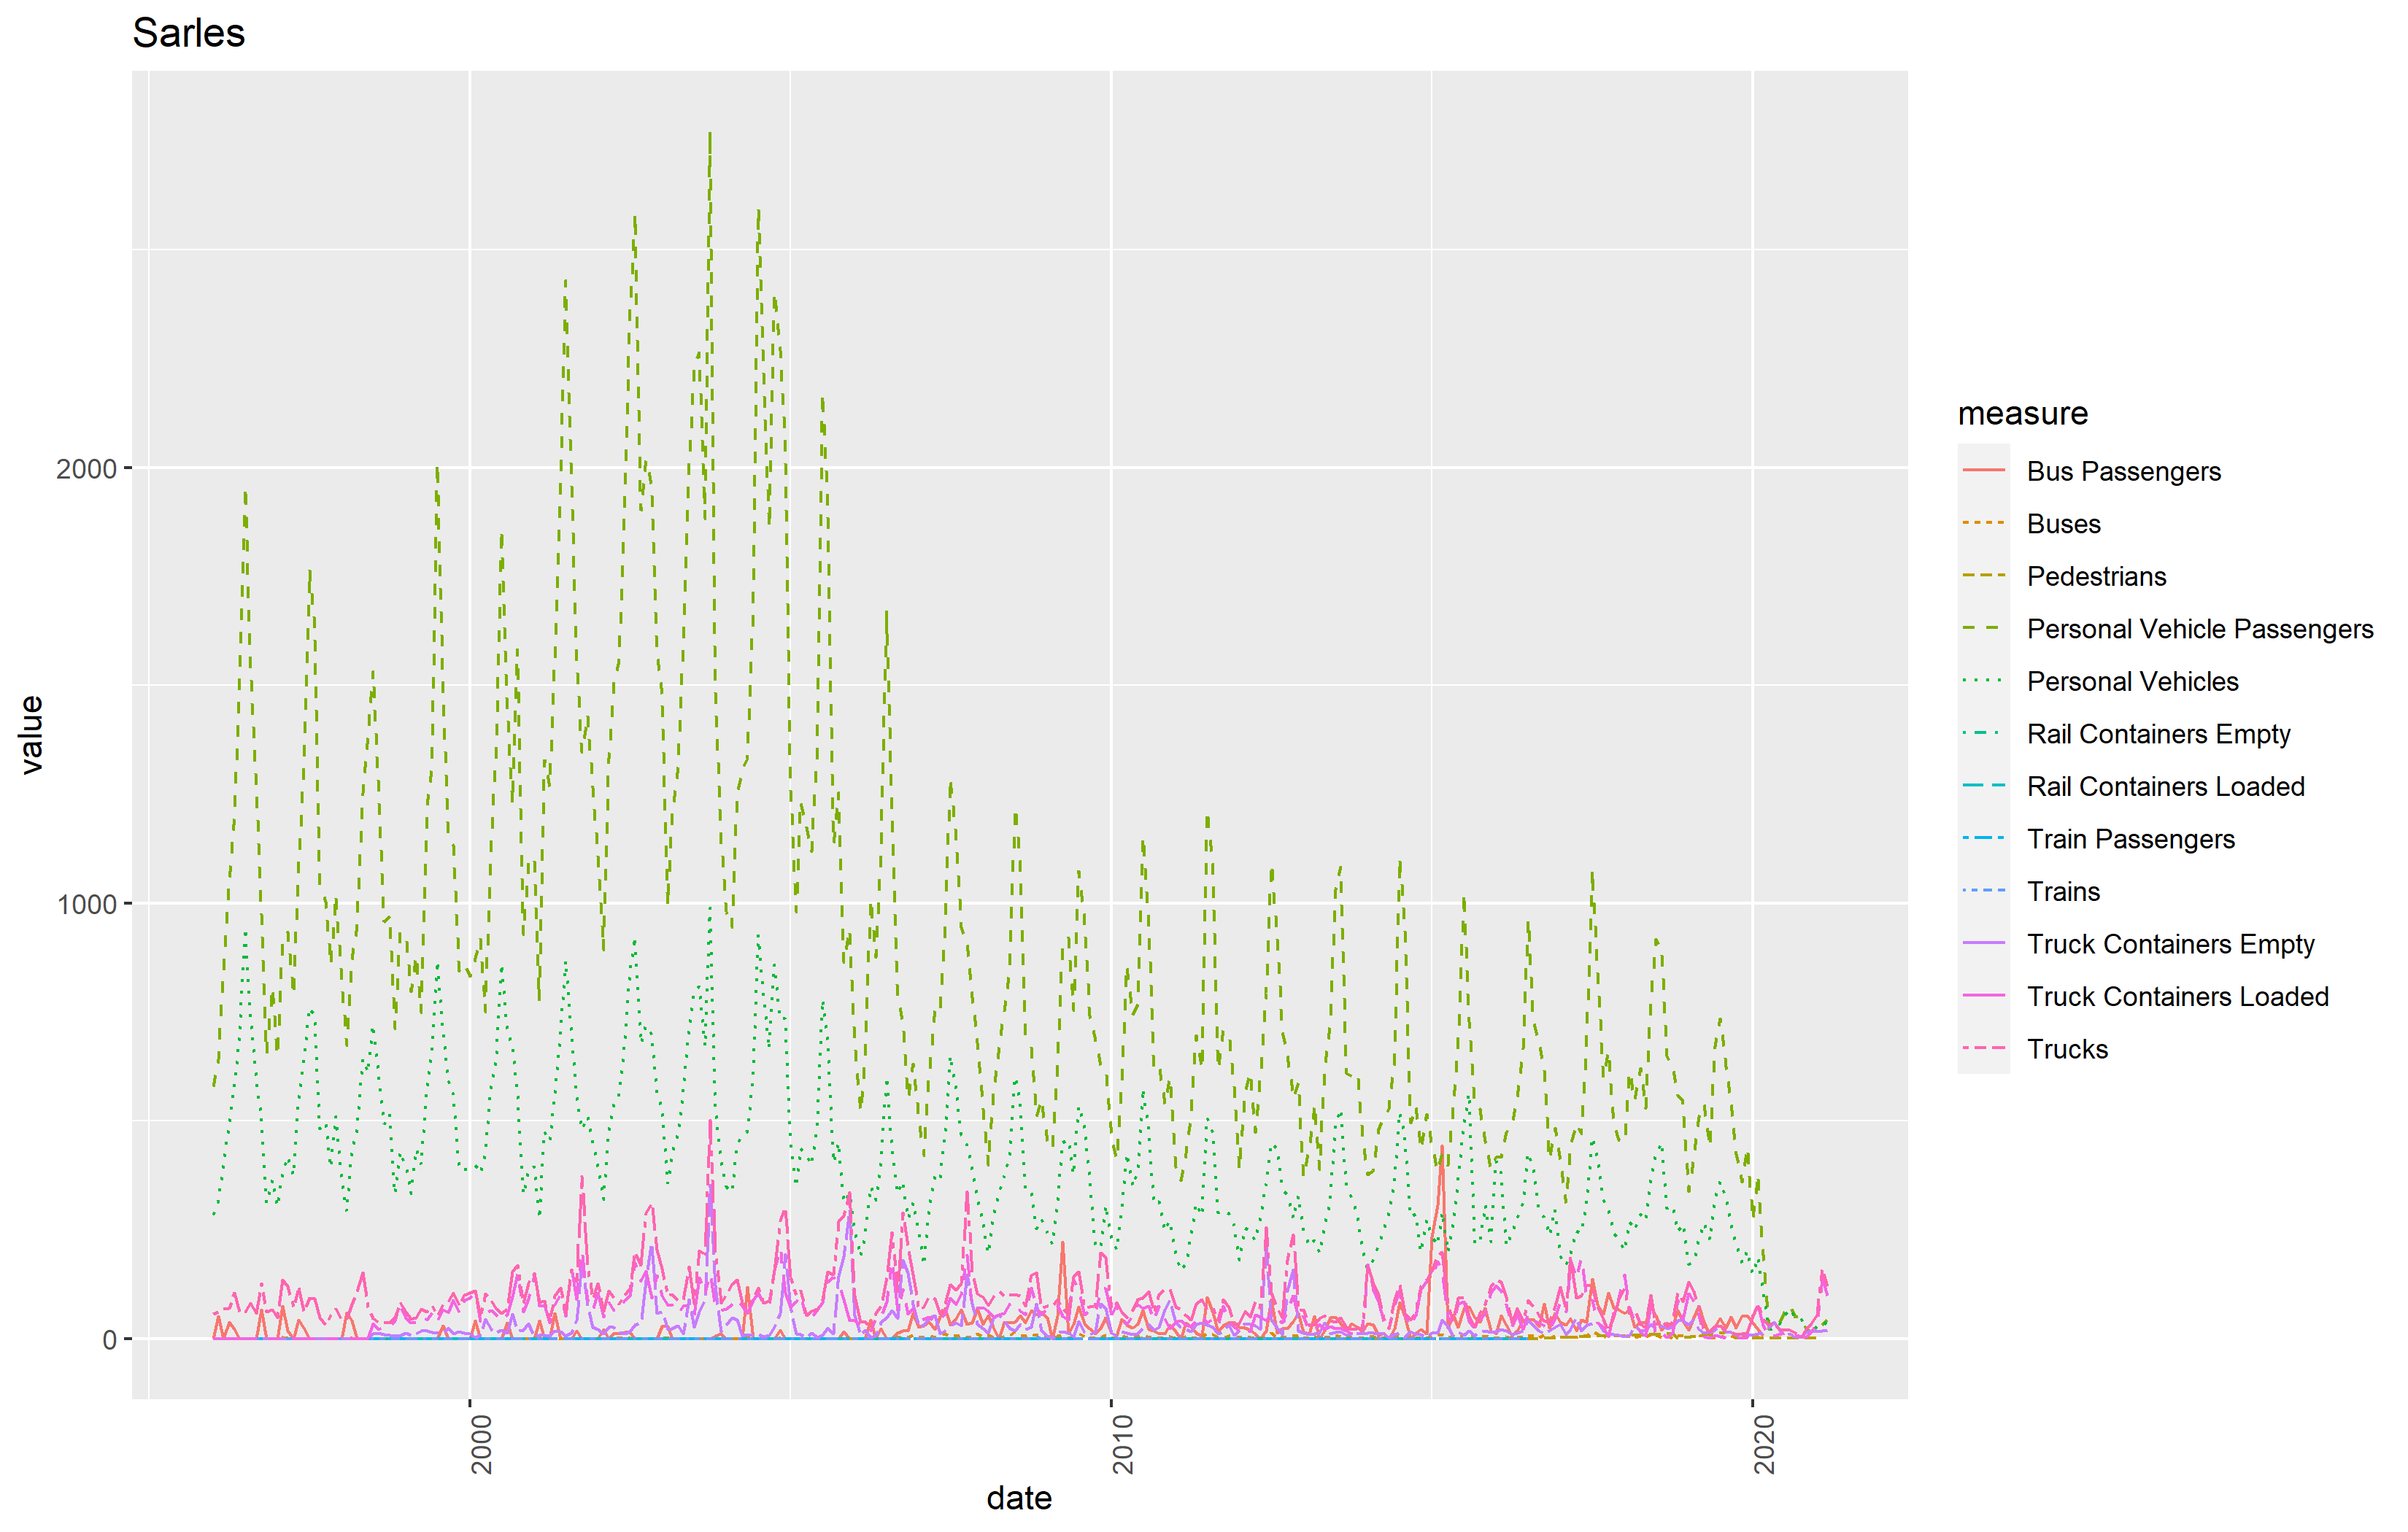 Sarles
value
2000
1000
0
2000
2010
2020
date
measure
Bus Passengers
Buses
Pedestrians
Personal Vehicle Passengers
Personal Vehicles
Rail Containers Empty
Rail Containers Loaded
Train Passengers
Trains
Truck Containers Empty
Truck Containers Loaded
Trucks